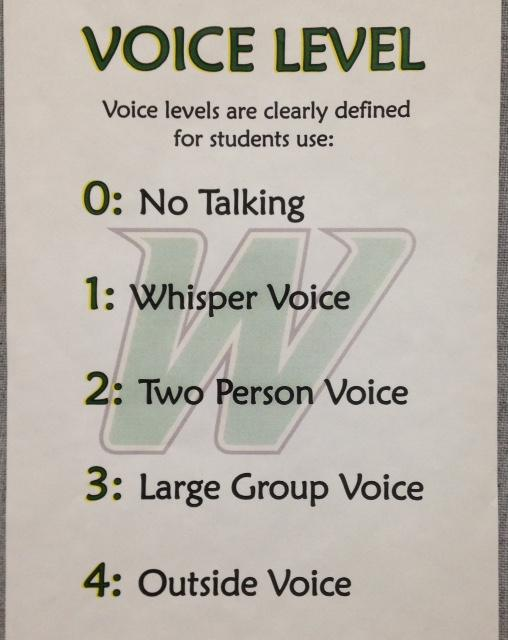 VOICE LEVEL
Voice levels are clearly defined
for students use:
0: No Talking
W
1: Whisper Voice
2: Two Person Voice
3: Large Group Voice
4: Outside Voice